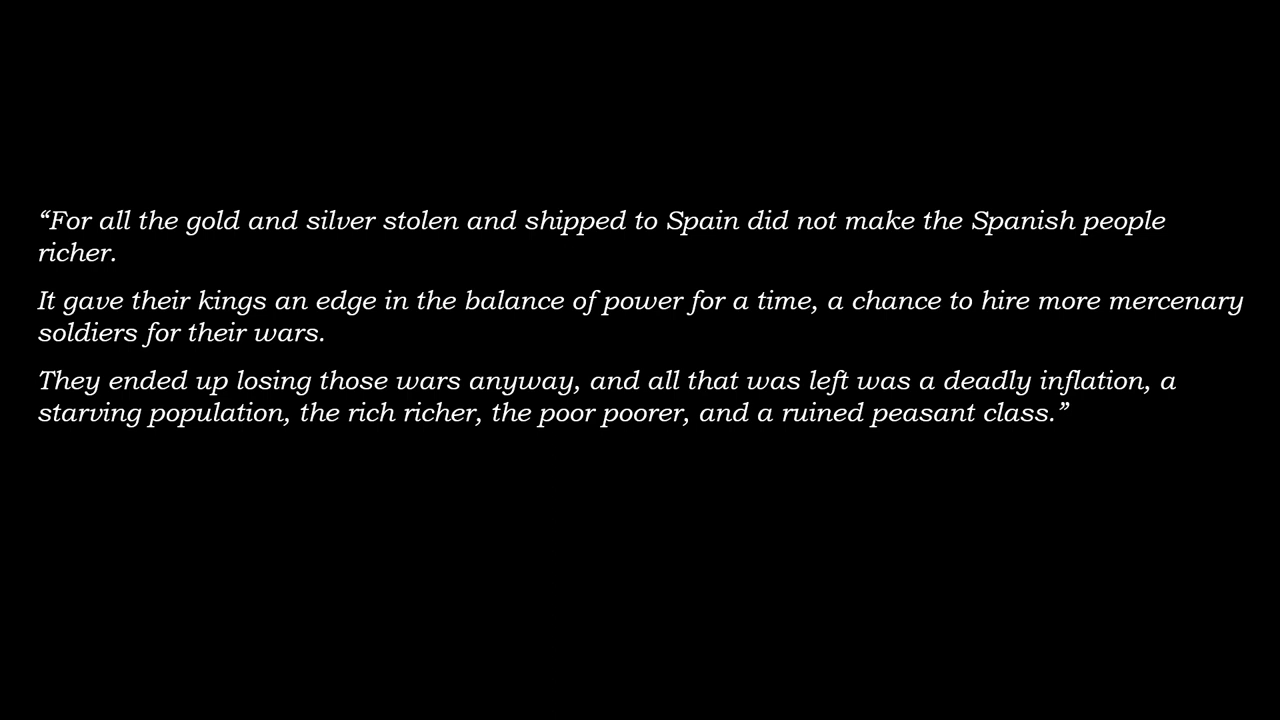 “For all the gold and silver stolen and shipped to Spain did not make the Spanish people
richer.
It gave their kings an edge in the balance of power for a time, a chance to hire more mercenary
soldiers for their wars.
They ended up losing those wars anyway, and all that was left was a deadly inflation, a
starving population, the rich richer, the poor poorer, and a ruined peasant class.”